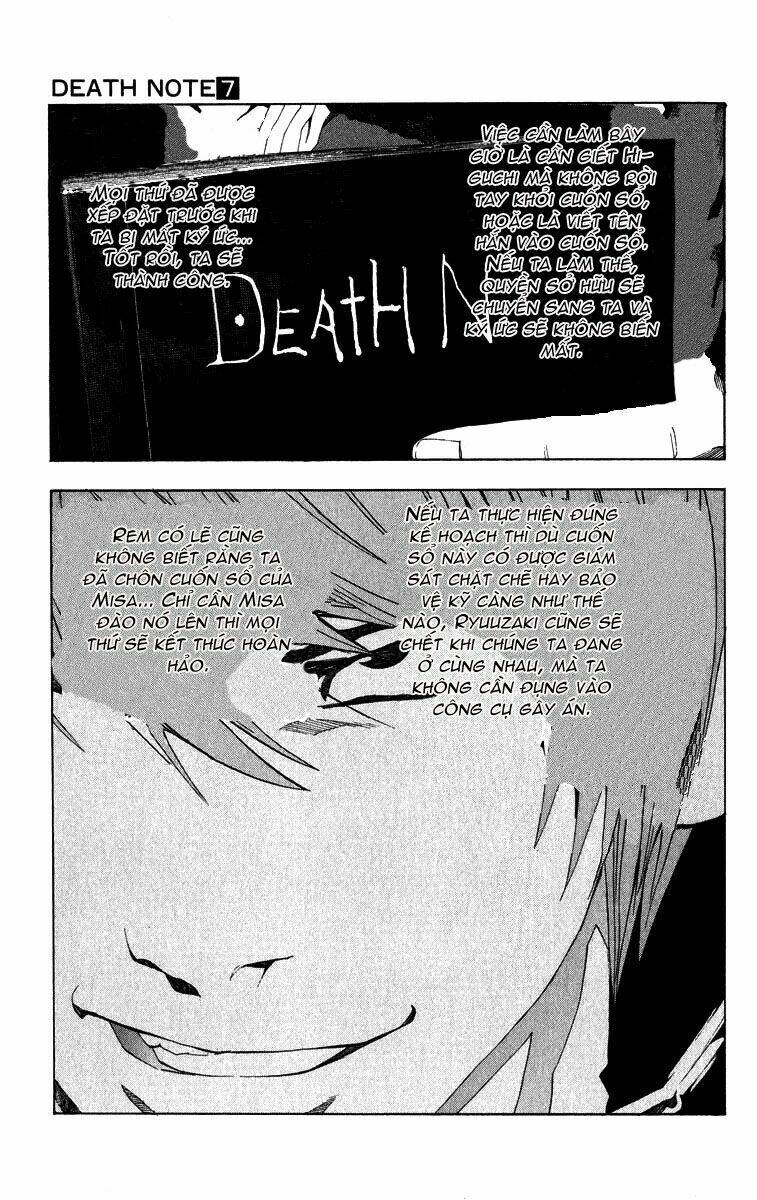 DEATH NOTE 7
VIỆC CẦN LÀM BÂY
GIỜ LÀ CẦN GIẾT HI-
GUCHI MÀ KHÔNG RỜI
TAY KHỎI CUỐN SỔ,
HOẶC LÀ VIẾT TÊN
HẮN VÀO CUỐN SỔ.
NẾU TA LÀM THẾ,
QUYỀN SỞ HỮU SẼ
CHUYỂN SANG TA VÀ
KÝ ỨC SẼ KHÔNG BIẾN
MẤT.
MỌI THỨ ĐÃ ĐƯỢC
XẾP ĐẶT TRƯỚC KHI
TA BỊ MẤT KÝ ỨC...
TỐT RỒI, TA SẼ
THÀNH CÔNG.
DEATH N
NẾU TA THỰC HIỆN ĐÚNG
KẾ HOẠCH THÌ DÙ CUỐN
SỔ NÀY CÓ ĐƯỢC GIÁM
SÁT CHẶT CHẼ HAY BẢO
VỆ KỸ CÀNG NHƯ THẾ
NÀO, RYUUZAKI CŨNG SẼ
CHẾT KHI CHÚNG TA ĐANG
Ở CÙNG NHAU, MÀ TA
KHÔNG CẦN ĐỤNG VÀO
CÔNG CỤ GÂY ÁN.
REM CÓ LẼ CŨNG
KHÔNG BIẾT RẰNG TA
ĐÃ CHÔN CUỐN SỔ CỦA
MISA... CHỈ CẦN MISA
ĐÀO NÓ LÊN THÌ MỌI
THỨ SẼ KẾT THÚC HOÀN
HẢO.